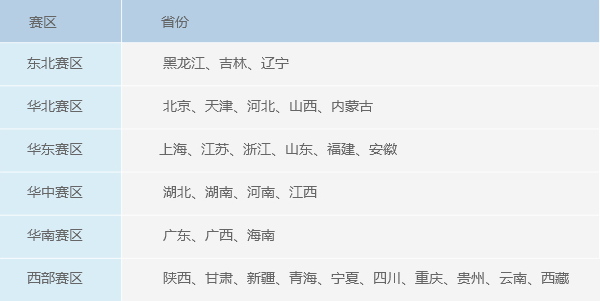 赛区 省份
东北赛区 黑龙江、吉林、辽宁
华北赛区 北京、天津、河北、山西、内蒙古
华东赛区 上海、江苏、浙江、山东、福建、安徽
华中赛区 湖北、湖南、河南、江西
华南赛区 广东、广西、海南
西部赛区 陕西、甘肃、新疆、青海、宁夏、四川、重庆、贵州、云南、西藏